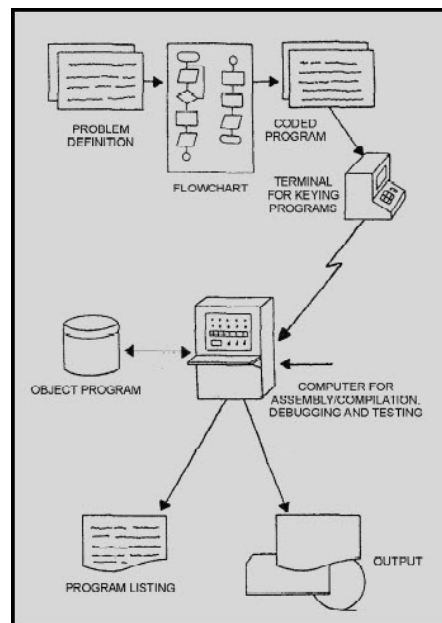 PROBLEM
DEFINITION
FLOWCHART
CODED
PROGRAM
TERMINAL
FOR KEYING
PROGRAMS
OBJECT PROGRAM
COMPUTER FOR
ASSEMBLY/COMPILATION,
DEBUGGING AND TESTING
PROGRAM LISTING
OUTPUT